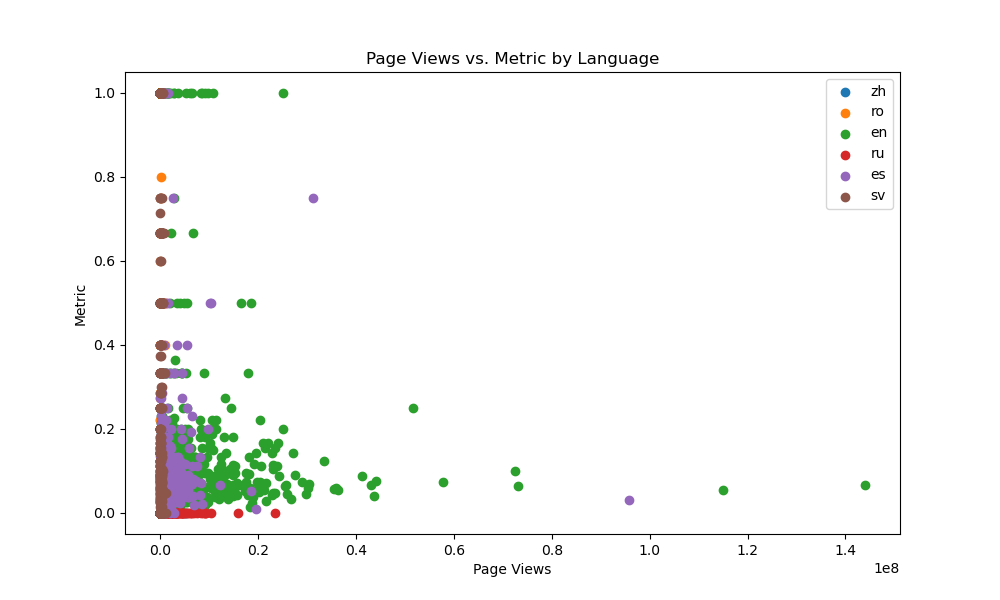 Page Views vs. Metric by Language
1.0
0.8
0.6
0.4
0.2
0.0
Metric
zh
ro
en
ru
es
sv
0.0 0.2 0.4 0.6 0.8 1.0 1.2 1.4
1e8
Page Views